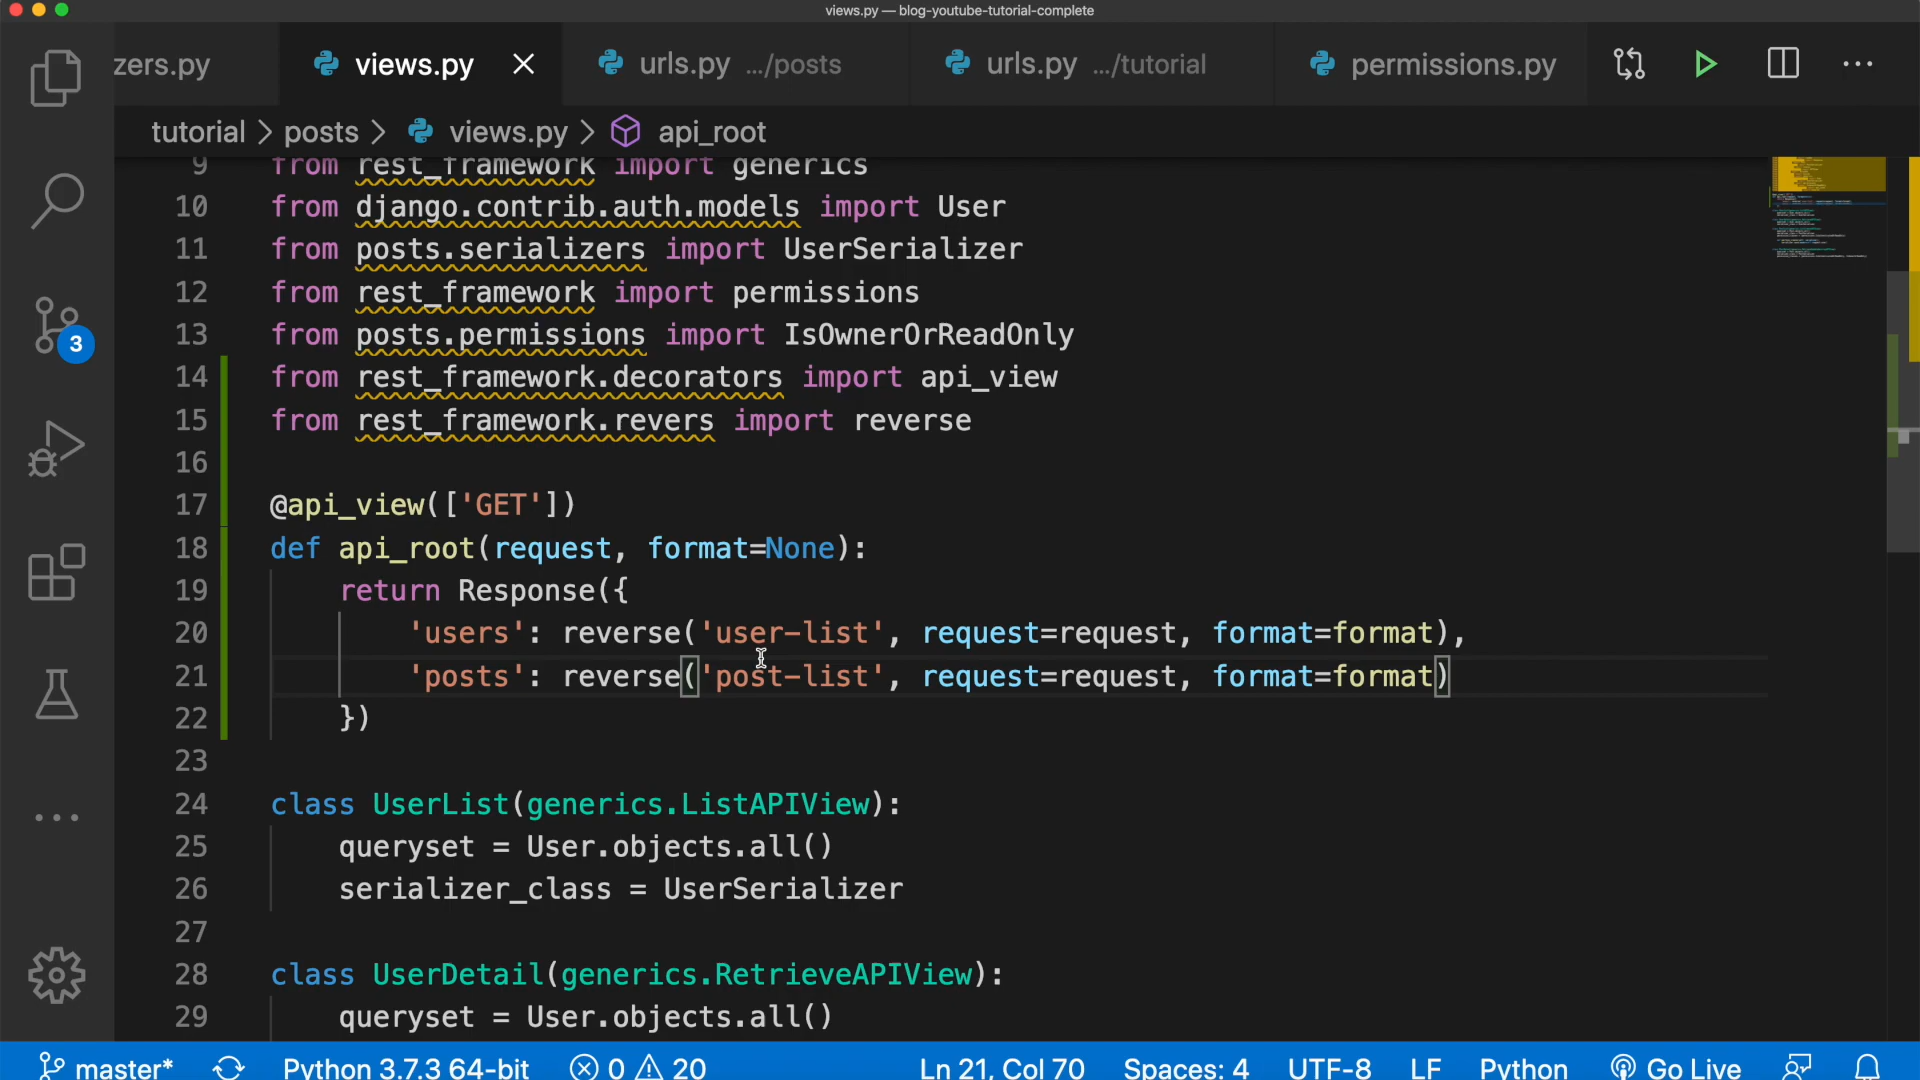 views.py — blog-youtube-tutorial-complete
zers.py views.py urls.py .../posts urls.py .../tutorial permissions.py
tutorial > posts > views.py > api_root
9 from rest_framework import generics
10 from django.contrib.auth.models import User
11 from posts.serializers import UserSerializer
12 from rest_framework import permissions
13 from posts.permissions import IsOwnerOrReadOnly
14 from rest_framework.decorators import api_view
15 from rest_framework.revers import reverse
16
17 @api_view(['GET'])
18 def api_root(request, format=None):
19 return Response({
20 'users': reverse('user-list', request=request, format=format),
21 'posts': reverse('post-list', request=request, format=format)
22 })
23
24 class UserList(generics.ListAPIView):
25 queryset = User.objects.all()
26 serializer_class = UserSerializer
27
28 class UserDetail(generics.RetrieveAPIView):
29 queryset = User.objects.all()
3
master* Python 3.7.3 64-bit 0 20 Ln 21, Col 70 Spaces: 4 UTF-8 LF Python Go Live